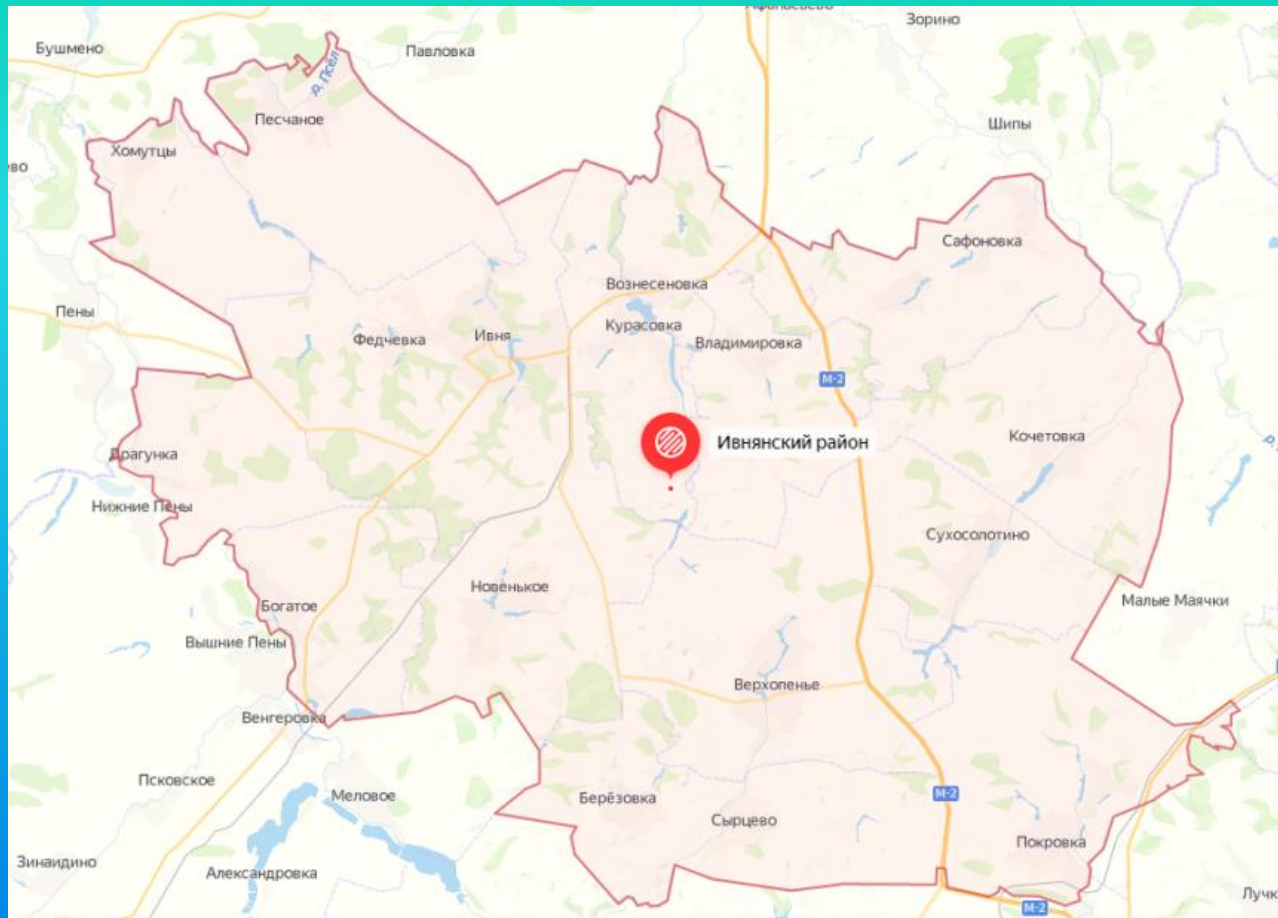 Зорино
Бушмено
Павловка
р. Псёл
Песчаное
Шипы
Хомутцы
Сафоновка
Вознесеновка
Пены
Курасовка
Ивня
Федчевка
Владимировка
М-2
Ивнянский район
Кочетовка
Драгунка
Нижние Пены
Сухосолотино
Новенькое
Малые Маячки
Богатое
Вышние Пены
Верхопенье
Венгеровка
Псковское
Меловое
Берёзовка
М-2
Сырцево
Покровка
Зинаидино
Александровка
М-2